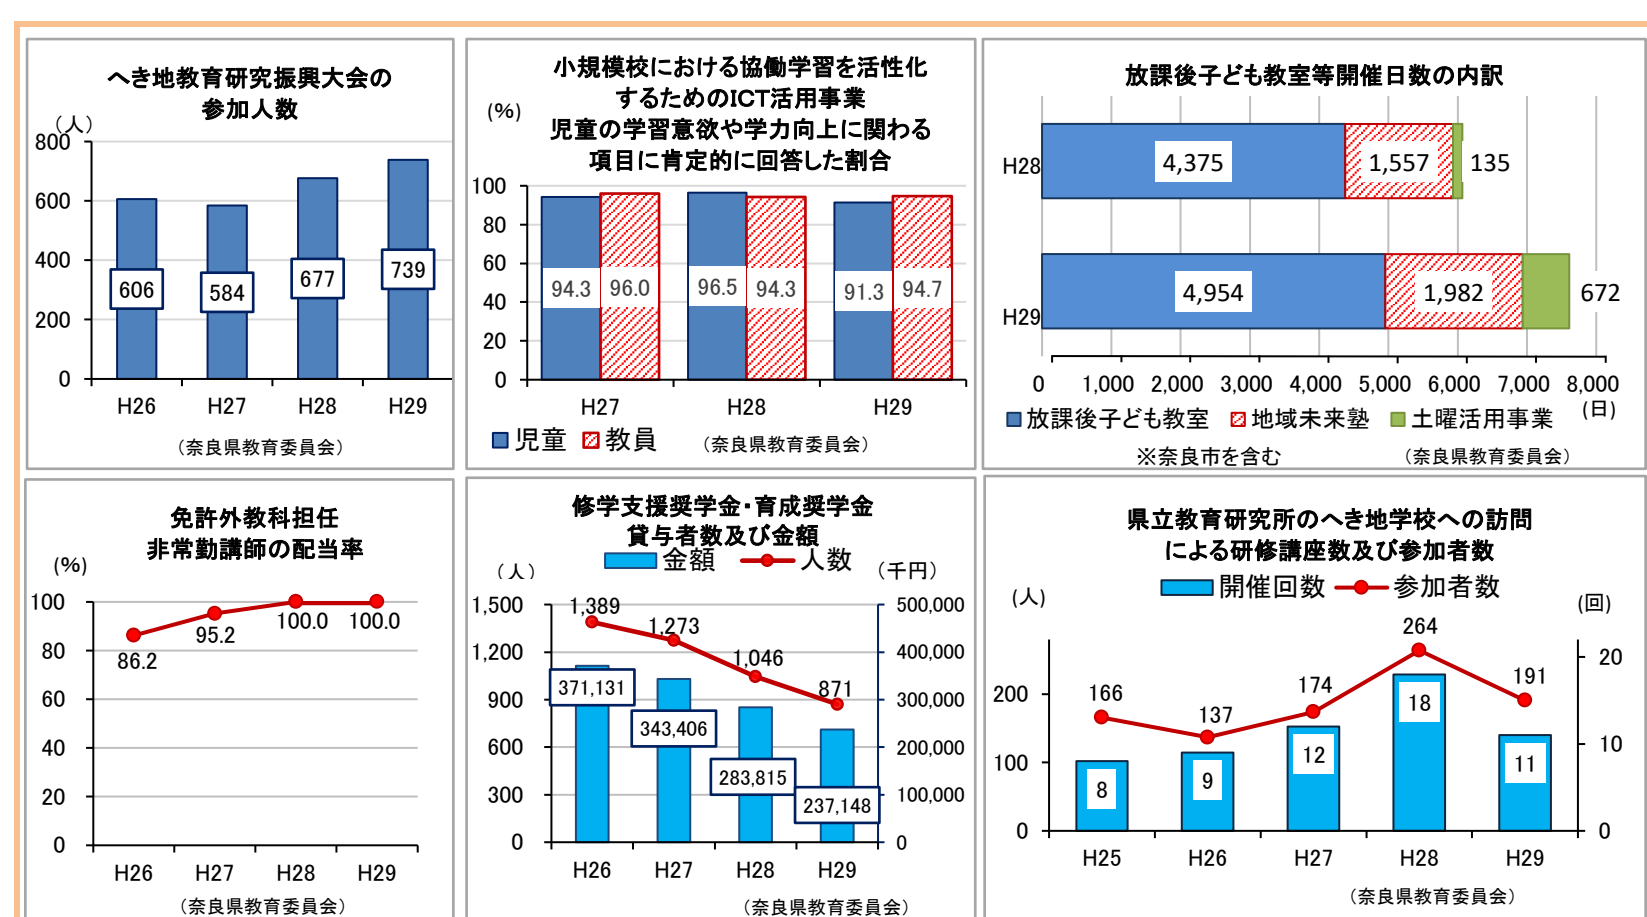 へき地教育研究振興大会の
参加人数
(人)
800
600
400
200
0
606
584
677
739
H26
H27
H28
H29
（奈良県教育委員会）
小規模校における協働学習を活性化
するためのICT活用事業
児童の学習意欲や学力向上に関わる
項目に肯定的に回答した割合
(%)
100
80
60
40
20
0
94.3
96.0
96.5
94.3
91.3
94.7
H27
H28
H29
児童
教員
（奈良県教育委員会）
放課後子ども教室等開催日数の内訳
H28
4,375
1,557
135
H29
4,954
1,982
672
0
1,000
2,000
3,000
4,000
5,000
6,000
7,000
8,000
(日)
放課後子ども教室
地域未来塾
土曜活用事業
※奈良市を含む
（奈良県教育委員会）
免許外教科担任
非常勤講師の配当率
(%)
100
80
60
40
20
0
86.2
95.2
100.0
100.0
H26
H27
H28
H29
（奈良県教育委員会）
修学支援奨学金・育成奨学金
貸与者数及び金額
金額
人数
（人）
（千円）
1,500
1,200
900
600
300
0
1,389
1,273
1,046
871
371,131
343,406
283,815
237,148
500,000
400,000
300,000
200,000
100,000
0
H26
H27
H28
H29
（奈良県教育委員会）
県立教育研究所のへき地学校への訪問
による研修講座数及び参加者数
開催回数
参加者数
(人)
(回)
200
100
0
166
137
174
264
191
8
9
12
18
11
20
10
0
H25
H26
H27
H28
H29
（奈良県教育委員会）